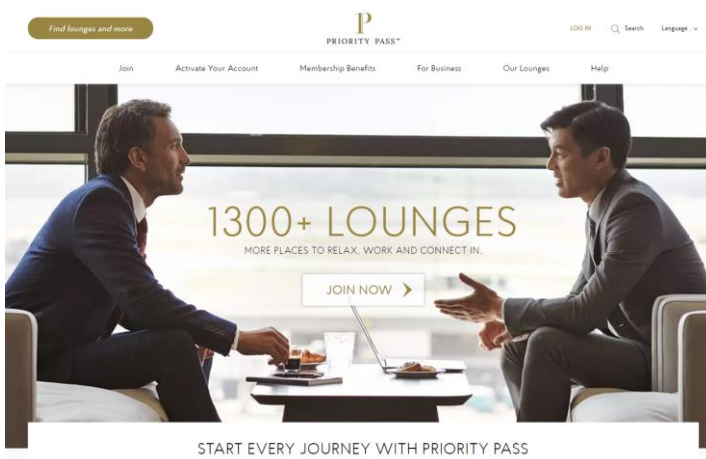 Find lounges and more
PRIORITY PASS™
LOG IN
Search
Language
Join
Activate Your Account
Membership Benefits
For Business
Our Lounges
Help
1300+ LOUNGES
MORE PLACES TO RELAX, WORK AND CONNECT IN.
JOIN NOW
START EVERY JOURNEY WITH PRIORITY PASS